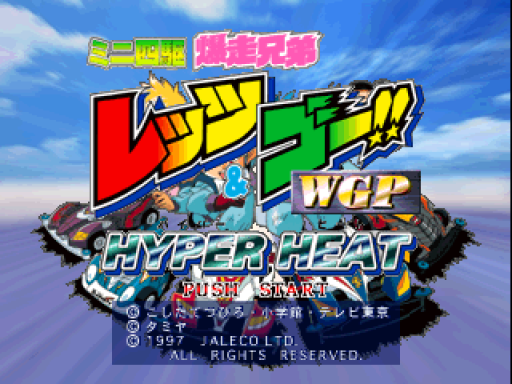 ミニ四駆 爆走兄弟
レッツ
&
ゴー!!
WGP
HYPER HEAT
PUSH START
© こしたてつひろ・小学館・テレビ東京
© タミヤ
© 1997 JALECO LTD.
ALL RIGHTS RESERVED.